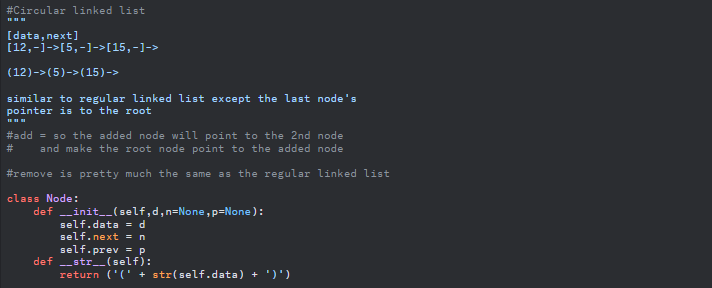 #Circular linked list
"""
[data,next]
[12,-]->[5,-]->[15,-]->
(12)->(5)->(15)->
similar to regular linked list except the last node's
pointer is to the root
"""
#add = so the added node will point to the 2nd node
#    and make the root node point to the added node
#remove is pretty much the same as the regular linked list
class Node:
    def __init__(self,d,n=None,p=None):
        self.data = d
        self.next = n
        self.prev = p
    def __str__(self):
        return ('(' + str(self.data) + ')')